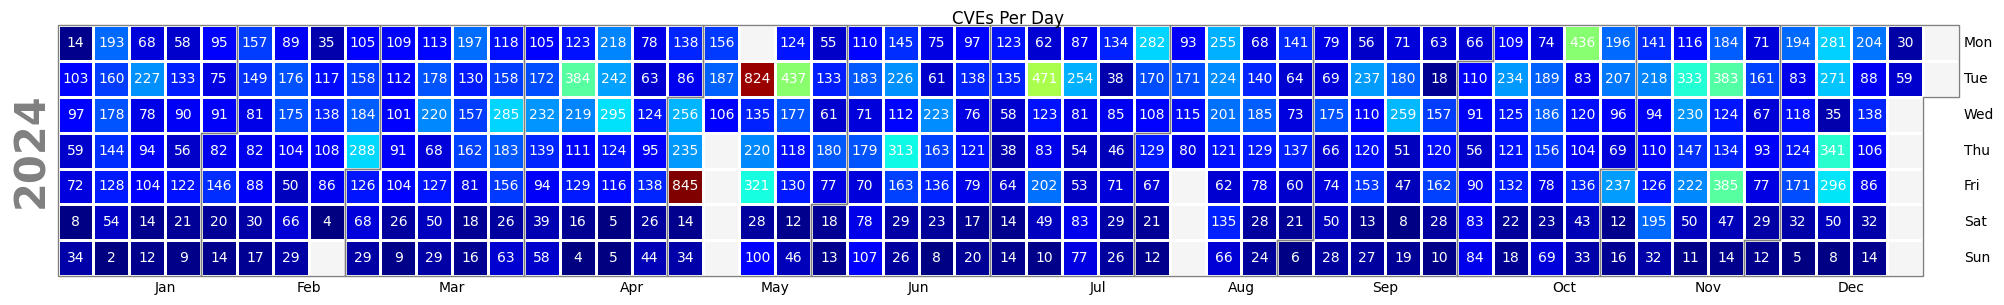 CVEs Per Day
14 193 68 58 95 157 89 35 105 109 113 197 118 105 123 218 78 138 156 124 55 110 145 75 97 123 62 87 134 282 93 255 68 141 79 56 71 63 66 109 74 436 196 141 116 184 71 194 281 204 30 Mon
103 160 227 133 75 149 176 117 158 112 178 130 158 172 384 242 63 86 187 824 437 133 183 226 61 138 135 471 254 38 170 171 224 140 64 69 237 180 18 110 234 189 83 207 218 333 383 161 83 271 88 59 Tue
97 178 78 90 91 81 175 138 184 101 220 157 285 232 219 295 124 256 106 135 177 61 71 112 223 76 58 123 81 85 108 115 201 185 73 175 110 259 157 91 125 186 120 96 94 230 124 67 118 35 138 Wed
59 144 94 56 82 82 104 108 288 91 68 162 183 139 111 124 95 235 220 118 180 179 313 163 121 38 83 54 46 129 80 121 129 137 66 120 51 120 56 121 156 104 69 110 147 134 93 124 341 106 Thu
72 128 104 122 146 88 50 86 126 104 127 81 156 94 129 116 138 845 321 130 77 70 163 136 79 64 202 53 71 67 62 78 60 74 153 47 162 90 132 78 136 237 126 222 385 77 171 296 86 Fri
8 54 14 21 20 30 66 4 68 26 50 18 26 39 16 5 26 14 28 12 18 78 29 23 17 14 49 83 29 21 135 28 21 50 13 8 28 83 22 23 43 12 195 50 47 29 32 50 32 Sat
34 2 12 9 14 17 29 29 9 29 16 63 58 4 5 44 34 100 46 13 107 26 8 20 14 10 77 26 12 66 24 6 28 27 19 10 84 18 69 33 16 32 11 14 12 5 8 14 Sun
2024
Jan Feb Mar Apr May Jun Jul Aug Sep Oct Nov Dec